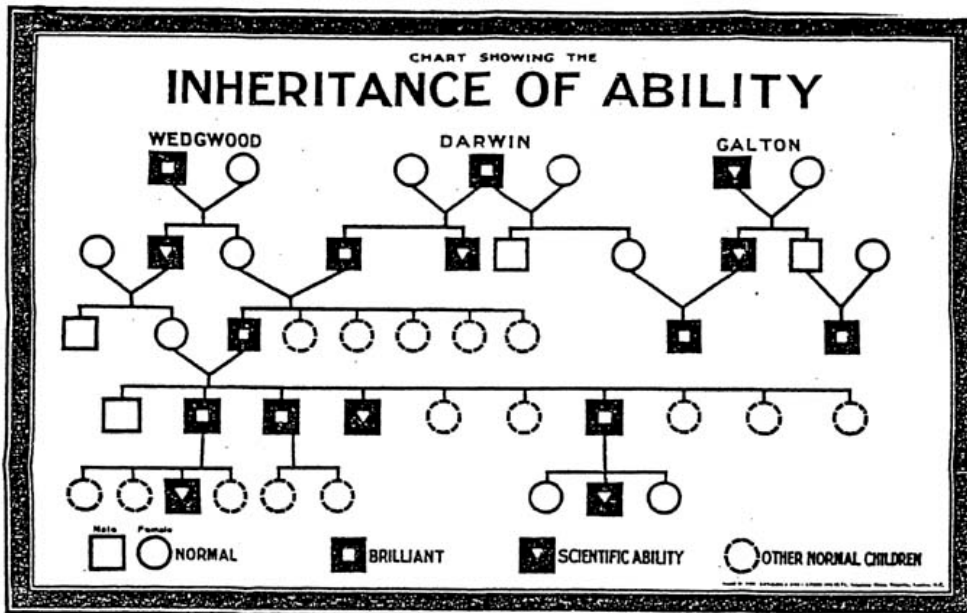 CHART SHOWING THE
INHERITANCE OF ABILITY
WEDGWOOD DARWIN GALTON
Male Female
NORMAL BRILLIANT SCIENTIFIC ABILITY OTHER NORMAL CHILDREN